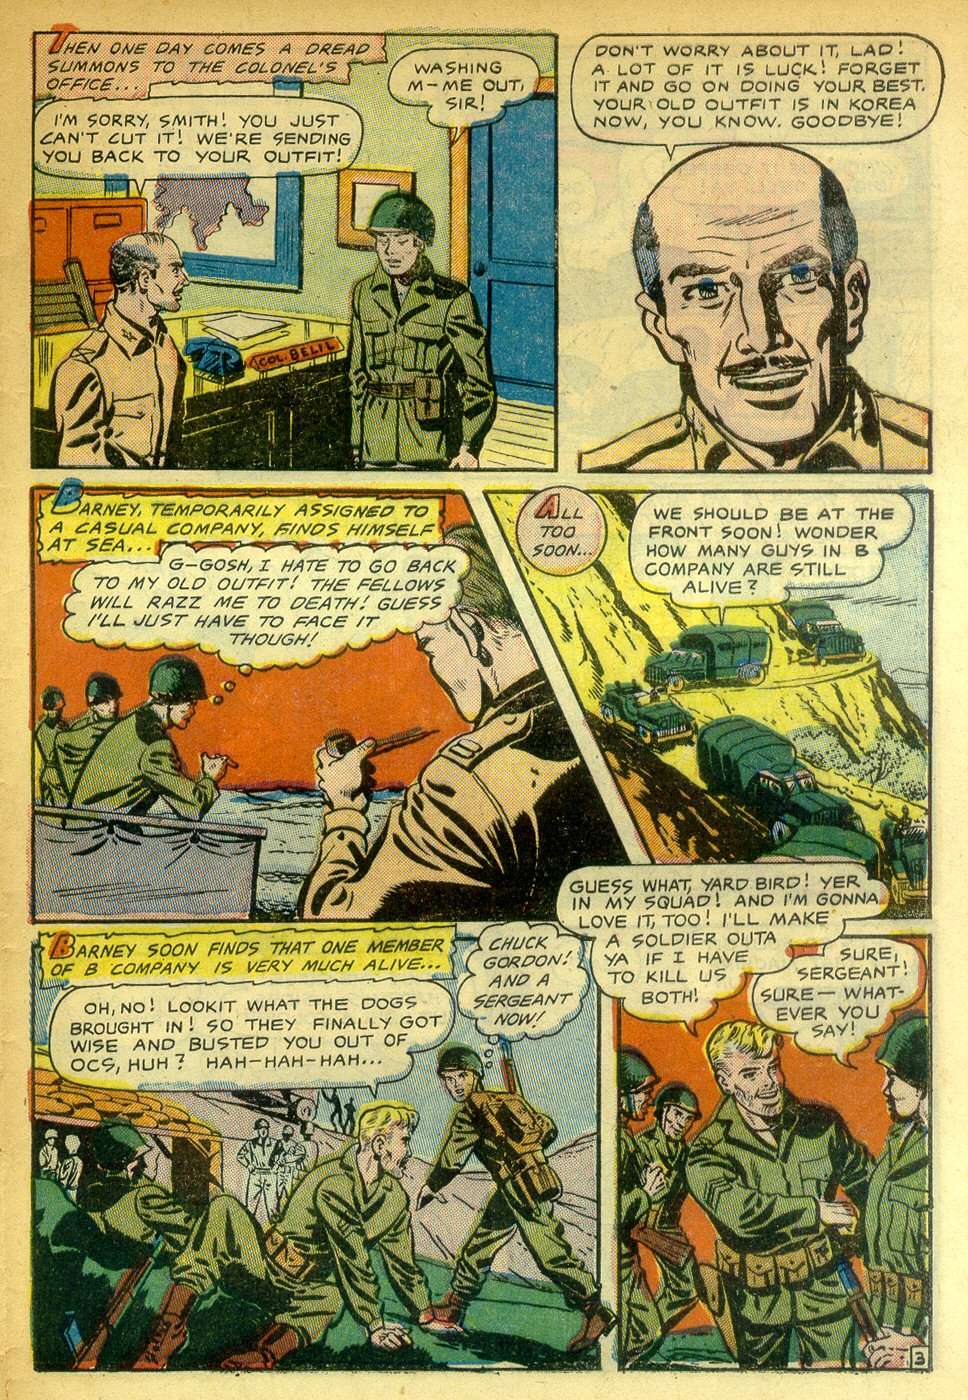 THEN ONE DAY COMES A DREAD
SUMMONS TO THE COLONEL'S
OFFICE...
I'M SORRY, SMITH! YOU JUST
CAN'T CUT IT! WE'RE SENDING
YOU BACK TO YOUR OUTFIT!
WASHING
M-ME OUT,
SIR!
COL. BELIL
DON'T WORRY ABOUT IT, LAD!
A LOT OF IT IS LUCK! FORGET
IT AND GO ON DOING YOUR BEST.
YOUR OLD OUTFIT IS IN KOREA
NOW, YOU KNOW. GOODBYE!
BARNEY, TEMPORARILY ASSIGNED TO
A CASUAL COMPANY, FINDS HIMSELF
AT SEA...
G-GOSH, I HATE TO GO BACK
TO MY OLD OUTFIT! THE FELLOWS
WILL RAZZ ME TO DEATH! GUESS
I'LL JUST HAVE TO FACE IT
THOUGH!
ALL
TOO
SOON...
WE SHOULD BE AT THE
FRONT SOON! WONDER
HOW MANY GUYS IN B
COMPANY ARE STILL
ALIVE?
BARNEY SOON FINDS THAT ONE MEMBER
OF B COMPANY IS VERY MUCH ALIVE...
OH, NO! LOOKIT WHAT THE DOGS
BROUGHT IN! SO THEY FINALLY GOT
WISE AND BUSTED YOU OUT OF
OCS, HUH? HAH-HAH-HAH...
CHUCK
GORDON!
AND A
SERGEANT
NOW!
GUESS WHAT, YARD BIRD! YER
IN MY SQUAD! AND I'M GONNA
LOVE IT, TOO! I'LL MAKE
A SOLDIER OUTA
YA IF I HAVE
TO KILL US
BOTH!
SURE,
SERGEANT!
SURE-WHAT-
EVER YOU
SAY!
3